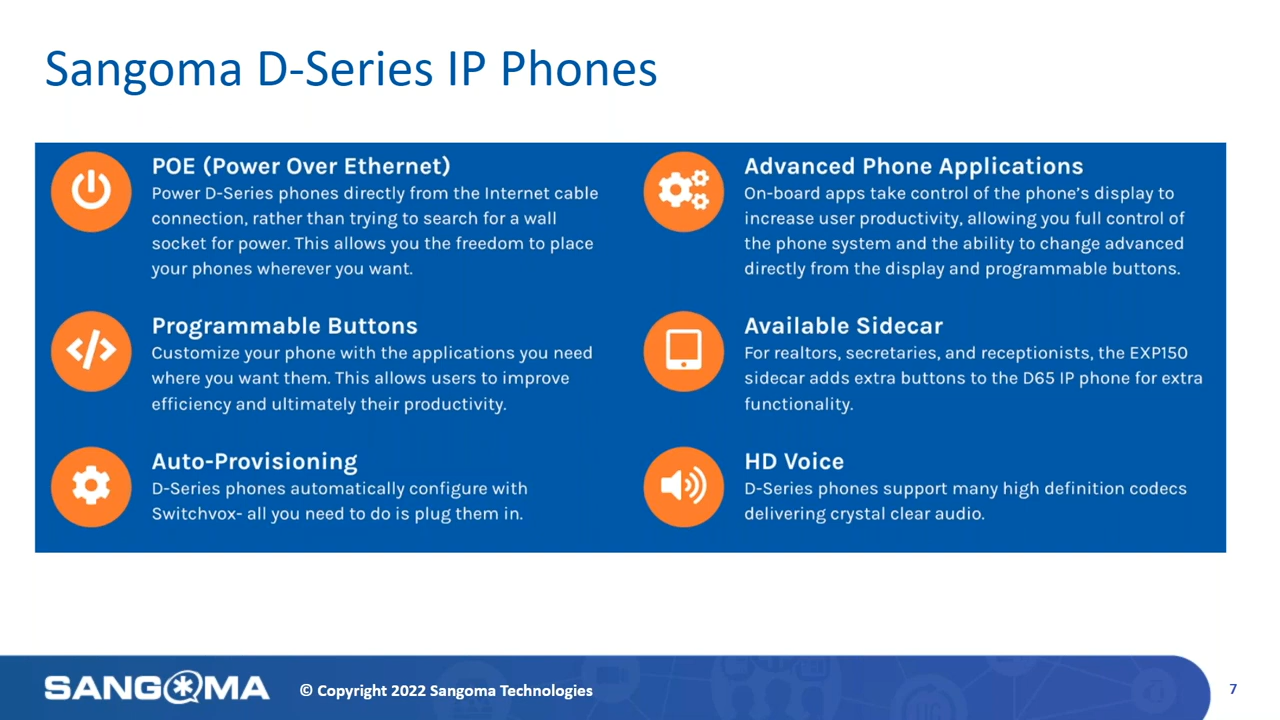 Sangoma D-Series IP Phones
POE (Power Over Ethernet)
Power D-Series phones directly from the Internet cable
connection, rather than trying to search for a wall
socket for power. This allows you the freedom to place
your phones wherever you want.
Programmable Buttons
Customize your phone with the applications you need
where you want them. This allows users to improve
efficiency and ultimately their productivity.
Auto-Provisioning
D-Series phones automatically configure with
Switchvox- all you need to do is plug them in.
Advanced Phone Applications
On-board apps take control of the phone's display to
increase user productivity, allowing you full control of
the phone system and the ability to change advanced
directly from the display and programmable buttons.
Available Sidecar
For realtors, secretaries, and receptionists, the EXP150
sidecar adds extra buttons to the D65 IP phone for extra
functionality.
HD Voice
D-Series phones support many high definition codecs
delivering crystal clear audio.
SANGOMA
© Copyright 2022 Sangoma Technologies
7
UC